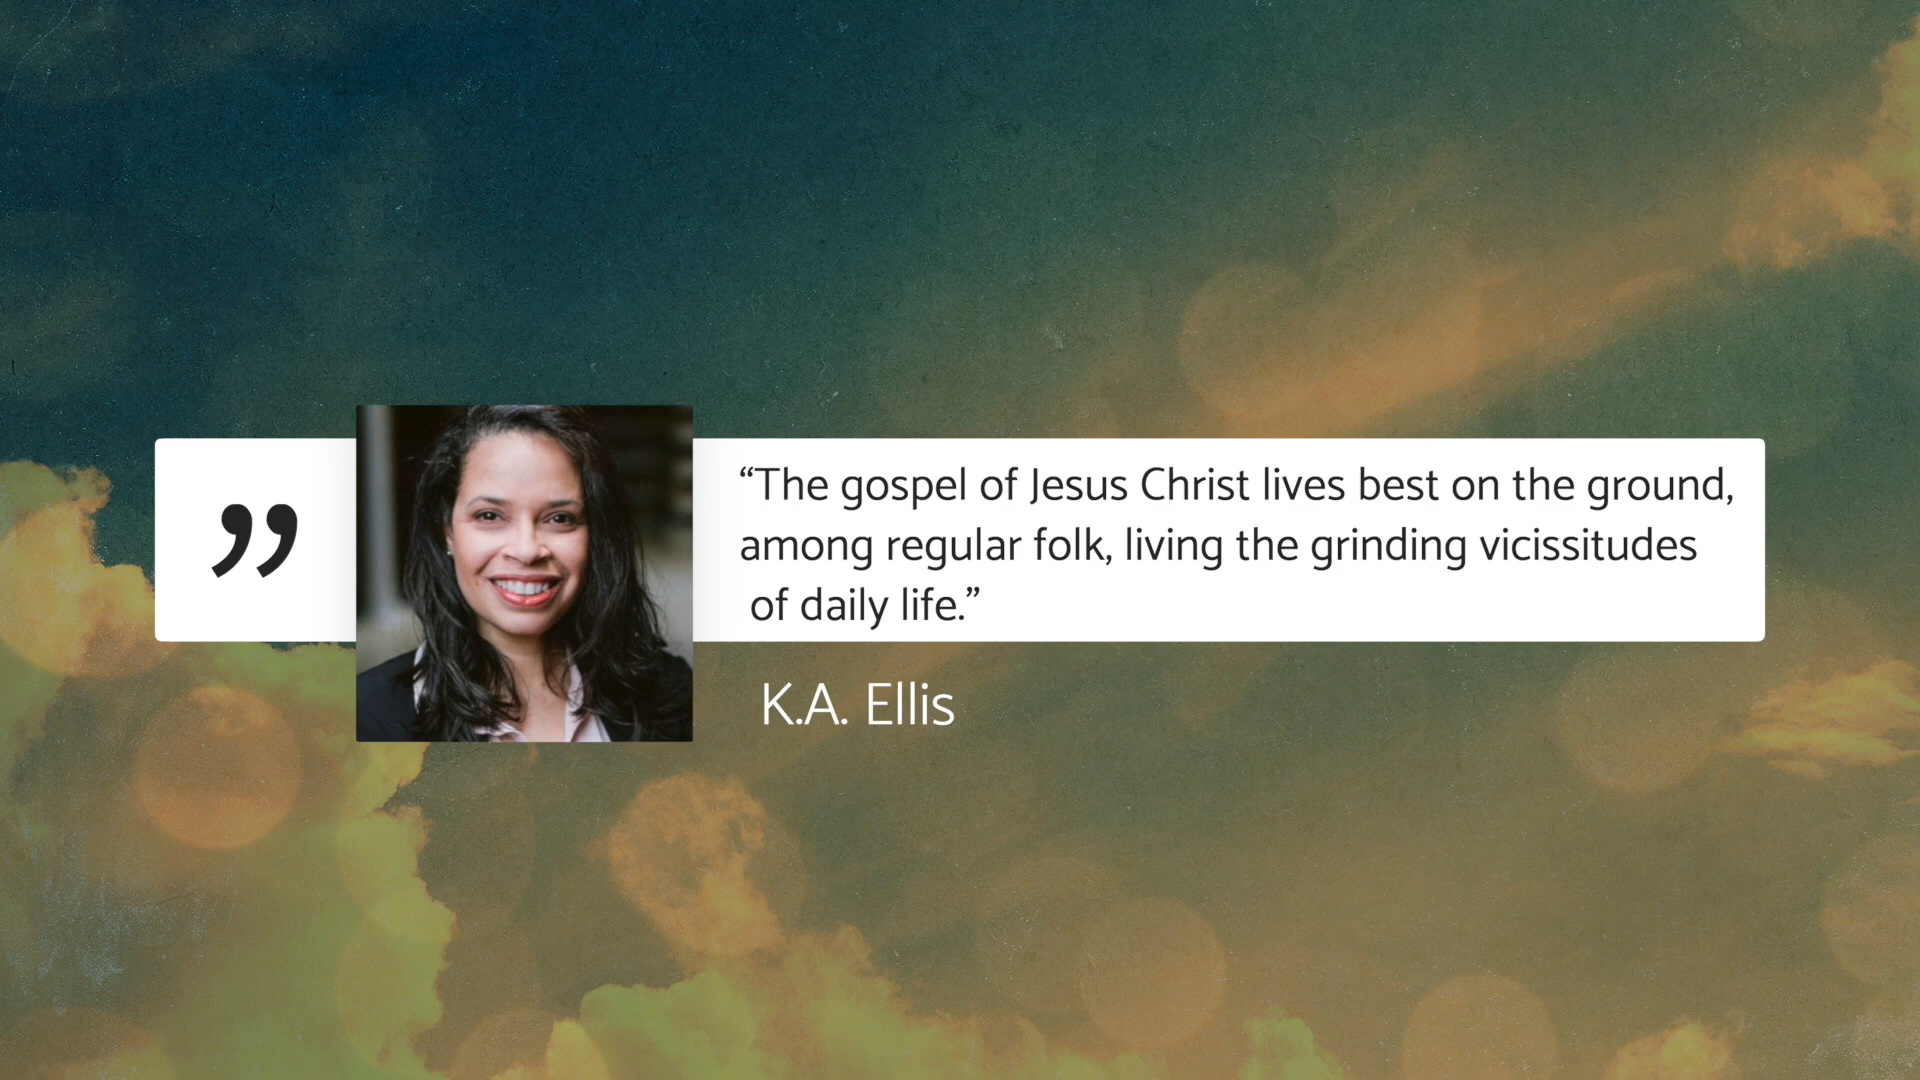 ”
“The gospel of Jesus Christ lives best on the ground,
among regular folk, living the grinding vicissitudes
of daily life.”
K.A. Ellis